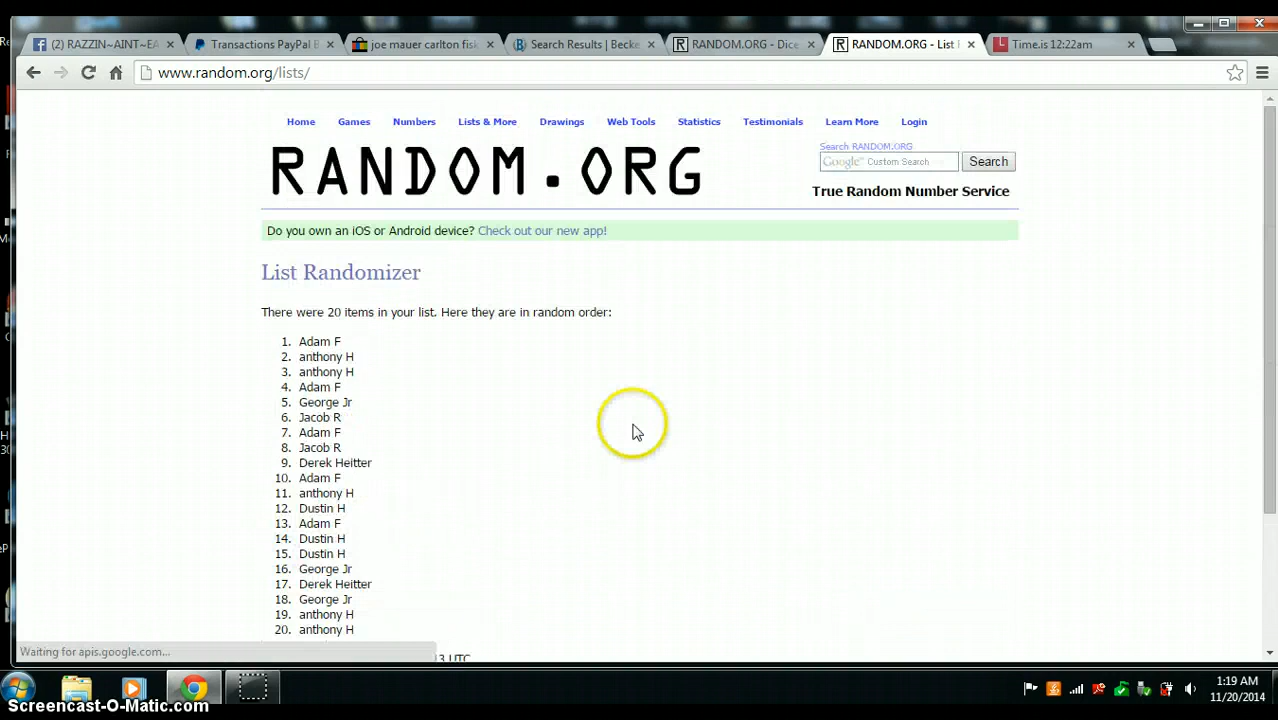 (2) RAZZIN~AINT~EA
Transactions PayPal B
joe mauer carlton fisk
Search Results | Becke
RANDOM.ORG - Dice
RANDOM.ORG - List R
Time.is 12:22am
www.random.org/lists/
Home Games Numbers Lists & More Drawings Web Tools Statistics Testimonials Learn More Login
RANDOM.ORG
Search RANDOM.ORG
Google™ Custom Search
Search
True Random Number Service
Do you own an iOS or Android device? Check out our new app!
List Randomizer
There were 20 items in your list. Here they are in random order:
1. Adam F
2. anthony H
3. anthony H
4. Adam F
5. George Jr
6. Jacob R
7. Adam F
8. Jacob R
9. Derek Heitter
10. Adam F
11. anthony H
12. Dustin H
13. Adam F
14. Dustin H
15. Dustin H
16. George Jr
17. Derek Heitter
18. George Jr
19. anthony H
20. anthony H
Waiting for apis.google.com...
3 UTC
1:19 AM
11/20/2014
Screencast-O-Matic.com